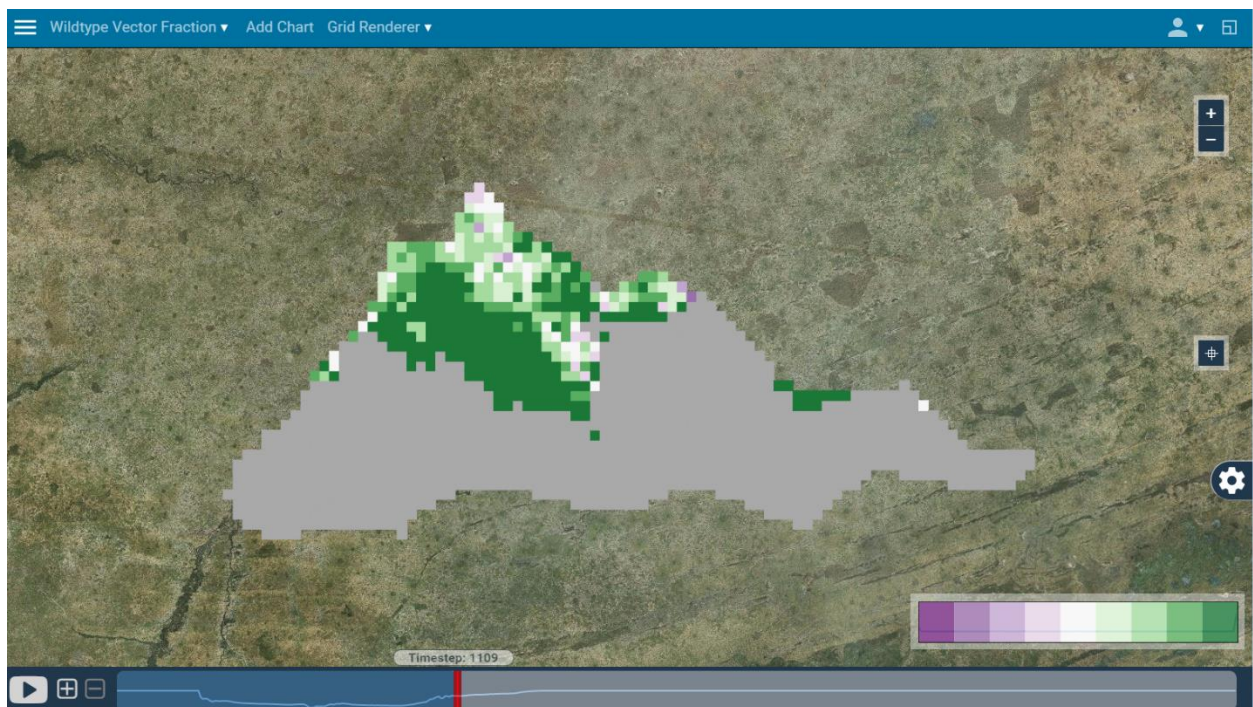 Wildtype Vector Fraction ▾ Add Chart Grid Renderer ▾
Timestep: 1109